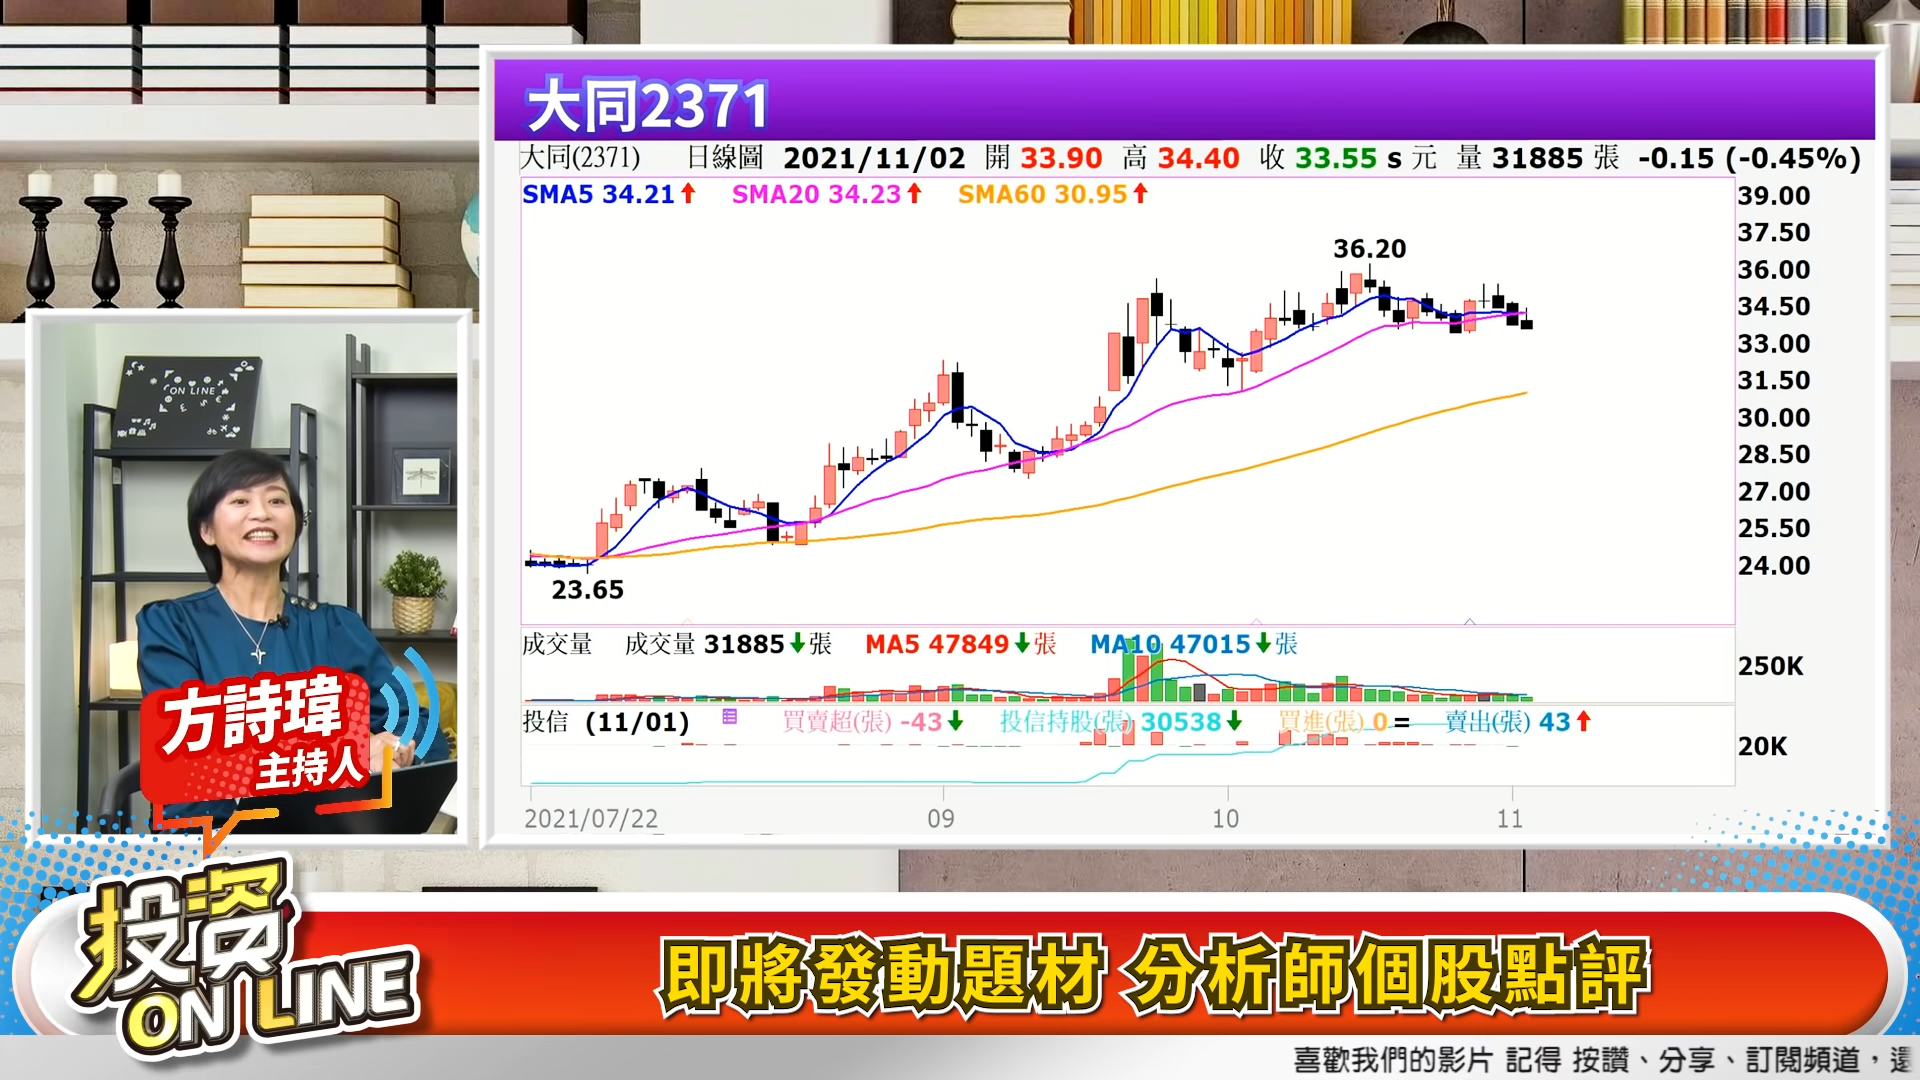 大同2371
大同(2371) 日線圖 2021/11/02 開 33.90 高 34.40 收 33.55 s 元 量 31885 張 -0.15 (-0.45%)
SMA5 34.21↑ SMA20 34.23↑ SMA60 30.95↑
39.00
37.50
36.20
36.00
34.50
33.00
31.50
30.00
28.50
27.00
25.50
24.00
23.65
成交量 成交量 31885↓張 MA5 47849↓張 MA10 47015↓張
250K
投信 (11/01) 買賣超(張) -43↓ 投信持股(張) 30538↓ 買進(張) 0 = 賣出(張) 43↑
20K
2021/07/22 09 10 11
ON LINE
方詩瑋
主持人
投資
ON LINE
即將發動題材 分析師個股點評
喜歡我們的影片 記得 按讚、分享、訂閱頻道，還